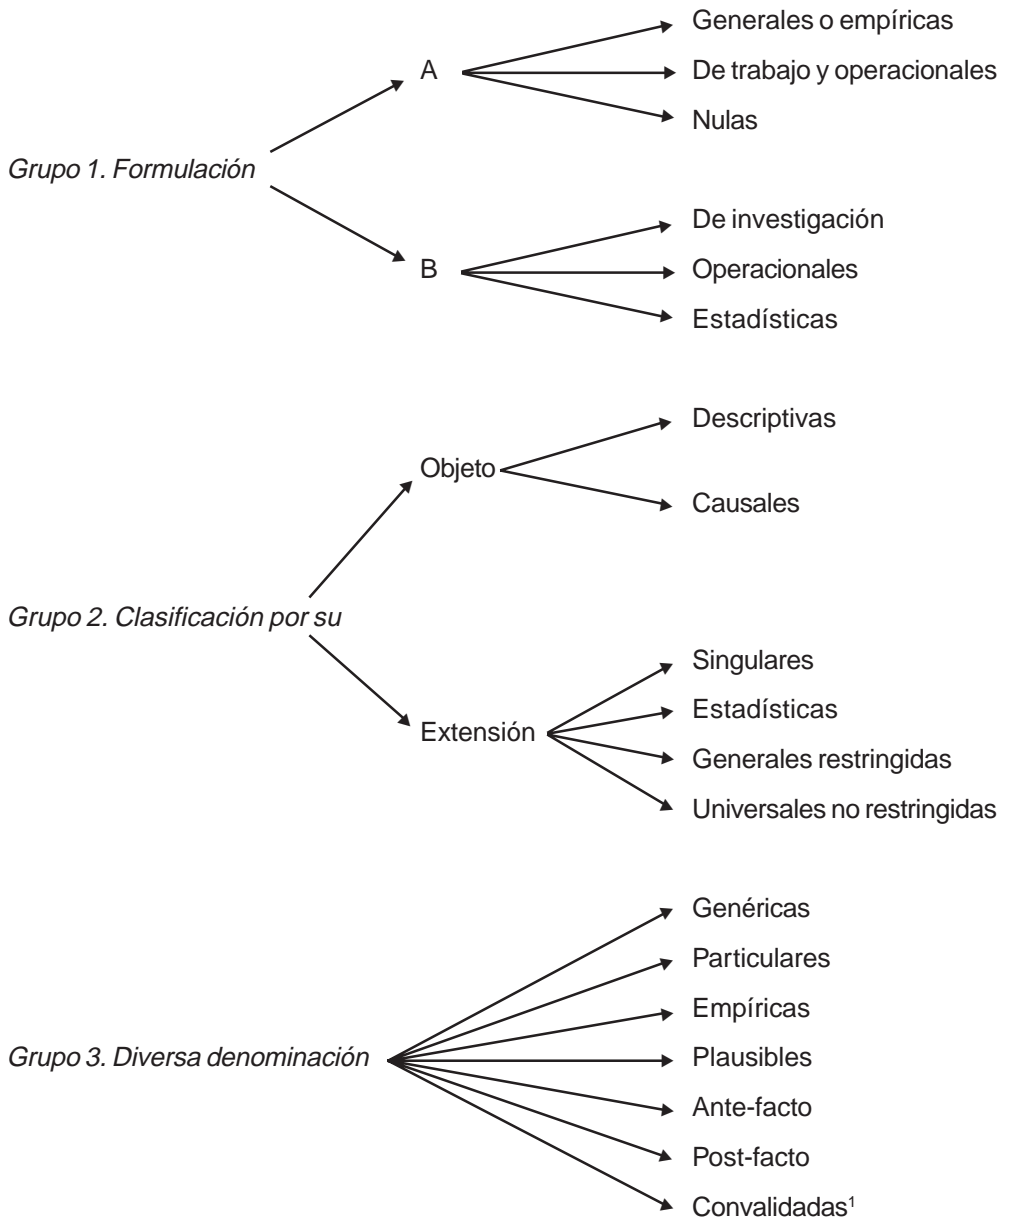 Generales o empíricas
A
De trabajo y operacionales
Nulas
Grupo 1. Formulación
De investigación
B
Operacionales
Estadísticas
Descriptivas
Objeto
Causales
Grupo 2. Clasificación por su
Singulares
Estadísticas
Extensión
Generales restringidas
Universales no restringidas
Genéricas
Particulares
Empíricas
Grupo 3. Diversa denominación
Plausibles
Ante-facto
Post-facto
Convalidadas¹